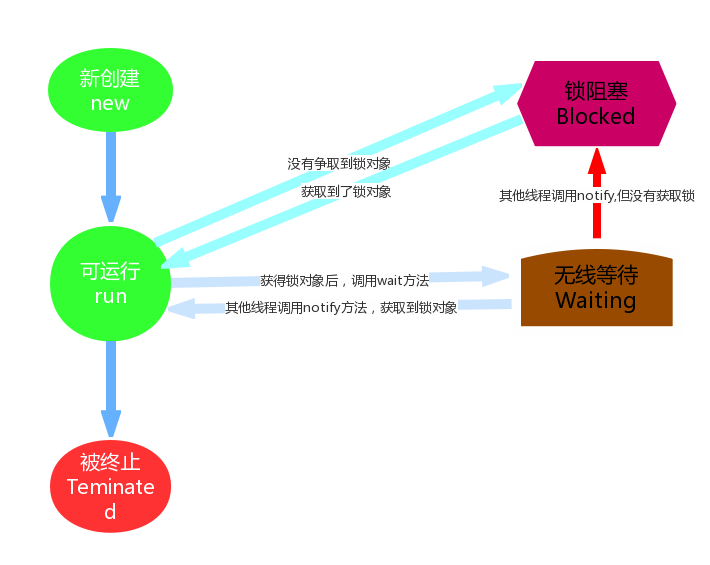 新创建
new
锁阻塞
Blocked
没有争取到锁对象
获取到了锁对象
其他线程调用notify,但没有获取锁
可运行
run
获得锁对象后，调用wait方法
其他线程调用notify方法，获取到锁对象
无线等待
Waiting
被终止
Teminate
d